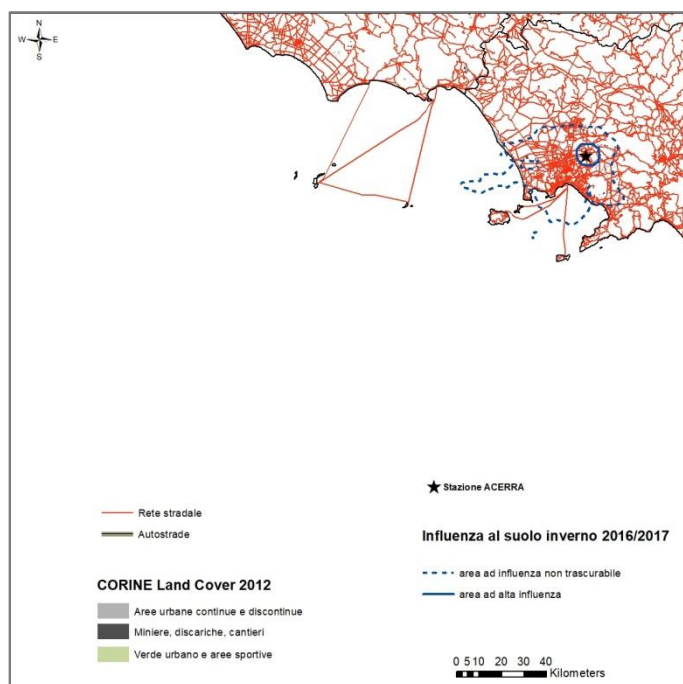 N
W E
S
Stazione ACERRA
Rete stradale
Autostrade
Influenza al suolo inverno 2016/2017
area ad influenza non trascurabile
area ad alta influenza
CORINE Land Cover 2012
Aree urbane continue e discontinue
Miniere, discariche, cantieri
Verde urbano e aree sportive
0 5 10 20 30 40
Kilometers